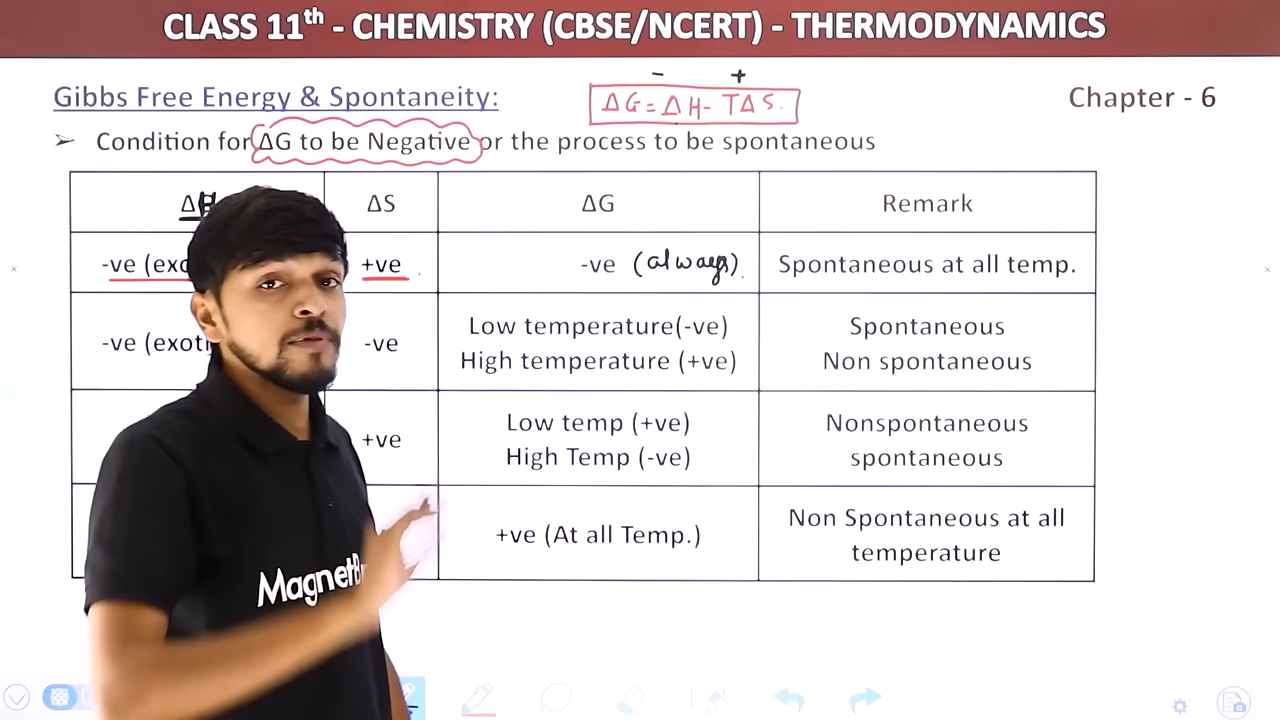 CLASS 11th - CHEMISTRY (CBSE/NCERT) - THERMODYNAMICS
- +
Gibbs Free Energy & Spontaneity:
ΔG = ΔH - TΔS.
Chapter - 6
➢ Condition for ΔG to be Negative or the process to be spontaneous
ΔH ΔS ΔG Remark
-ve +ve -ve (always) Spontaneous at all temp.
-ve -ve Low temperature(-ve) Spontaneous
High temperature (+ve) Non spontaneous
+ve Low temp (+ve) Nonspontaneous
High Temp (-ve) spontaneous
+ve (At all Temp.) Non Spontaneous at all
temperature